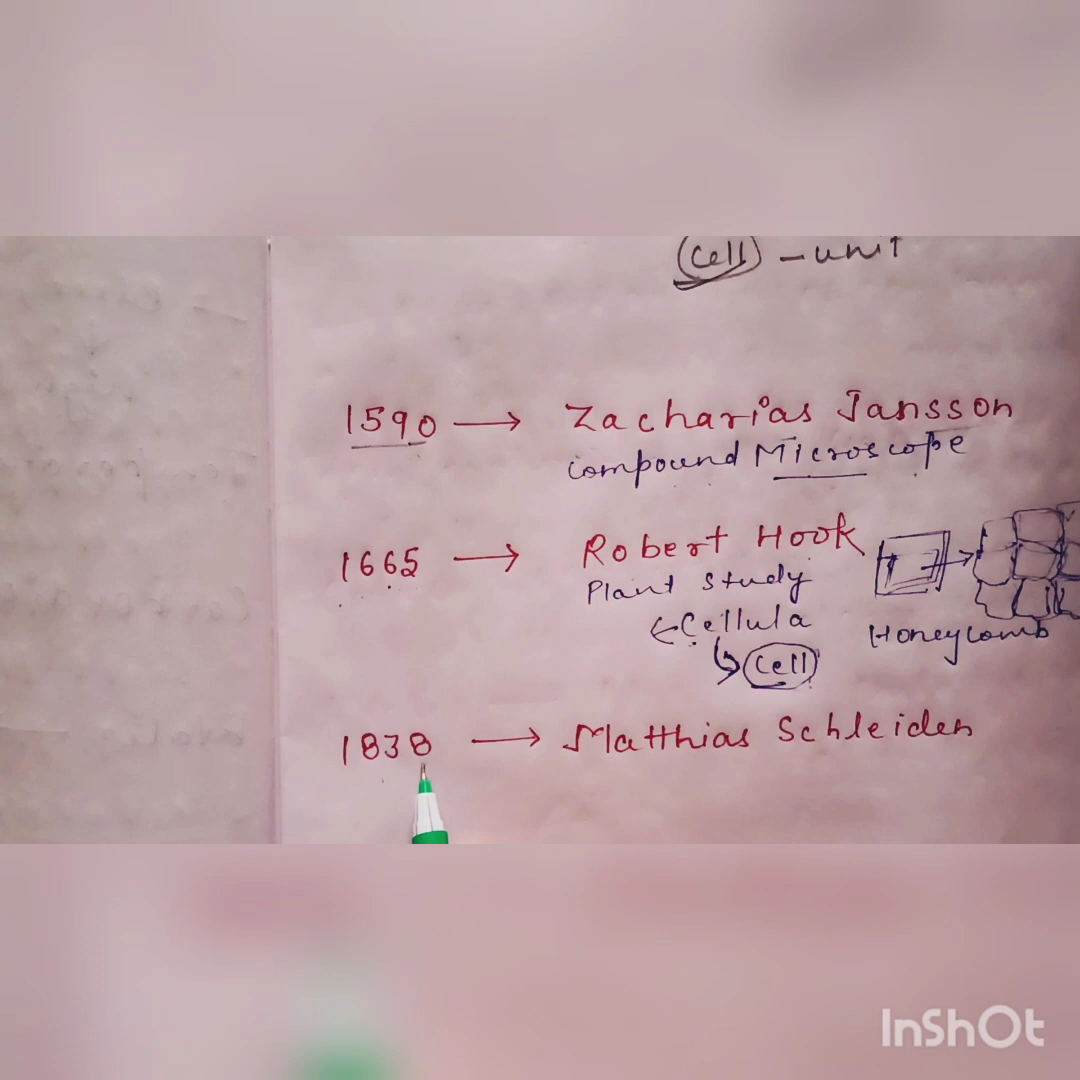 Cell - unit
1590 → Zacharias Jansson
compound Microscope
1665 → Robert Hook
Plant study
← Cellula
Honeycomb
Cell
1838 → Matthias Schleiden
InShOt